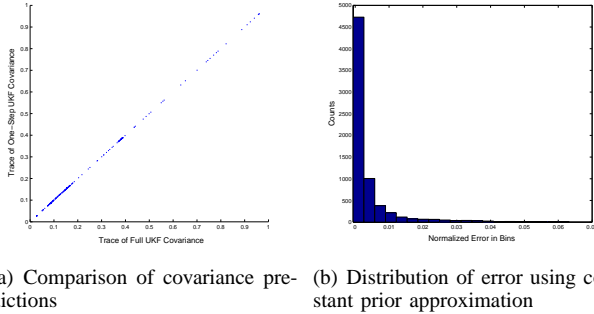 1
0.9
0.8
0.7
0.6
0.5
0.4
0.3
0.2
0.1
0
0 0.1 0.2 0.3 0.4 0.5 0.6 0.7 0.8 0.9 1
Trace of One−Step UKF Covariance
Trace of Full UKF Covariance
5000
4500
4000
3500
3000
2500
2000
1500
1000
500
0
0 0.01 0.02 0.03 0.04 0.05 0.06 0.0
Counts
Normalized Error in Bins
a) Comparison of covariance pre-
ictions
(b) Distribution of error using co
stant prior approximation